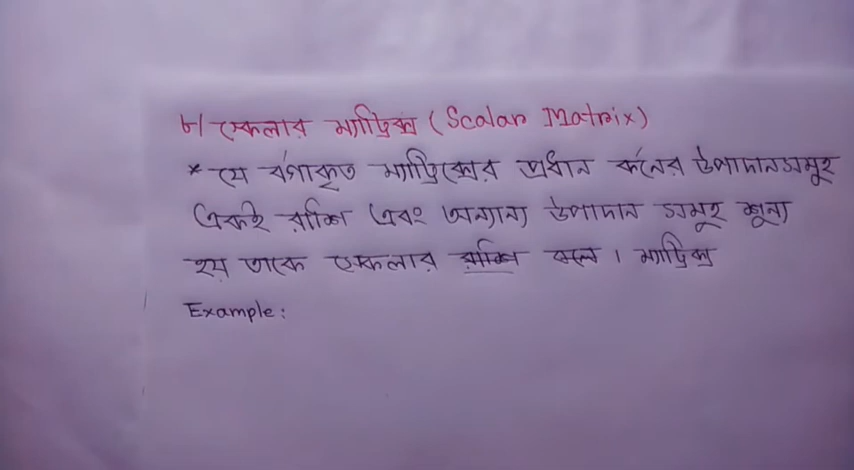 ৮। স্কেলার ম্যাট্রিক্স (Scalar Matrix)
* যে বর্গাকৃত ম্যাট্রিক্সের প্রধান কর্নের উপাদানসমূহ
একই রাশি এবং অন্যান্য উপাদান সমূহ শূন্য
হয় তাকে স্কেলার রাশি বলে । ম্যাট্রিক্স
Example: